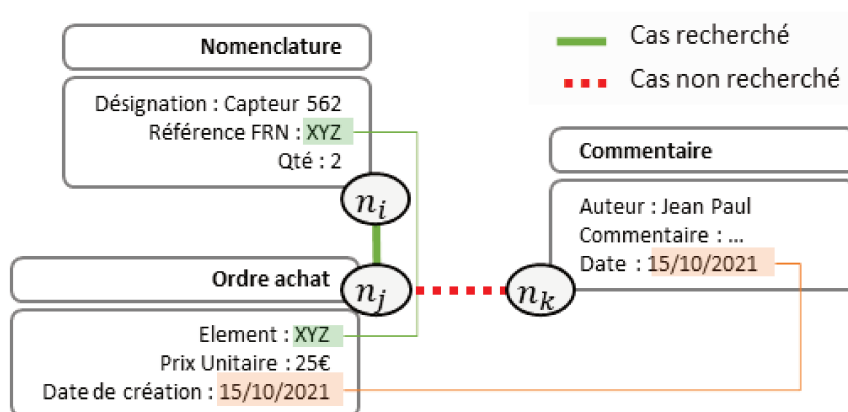 Nomenclature
Désignation : Capteur 562
Référence FRN : XYZ
Qté : 2
Cas recherché
Cas non recherché
Commentaire
Auteur : Jean Paul
Commentaire : ...
Date : 15/10/2021
n_i
n_j
n_k
Ordre achat
Element : XYZ
Prix Unitaire : 25€
Date de création : 15/10/2021